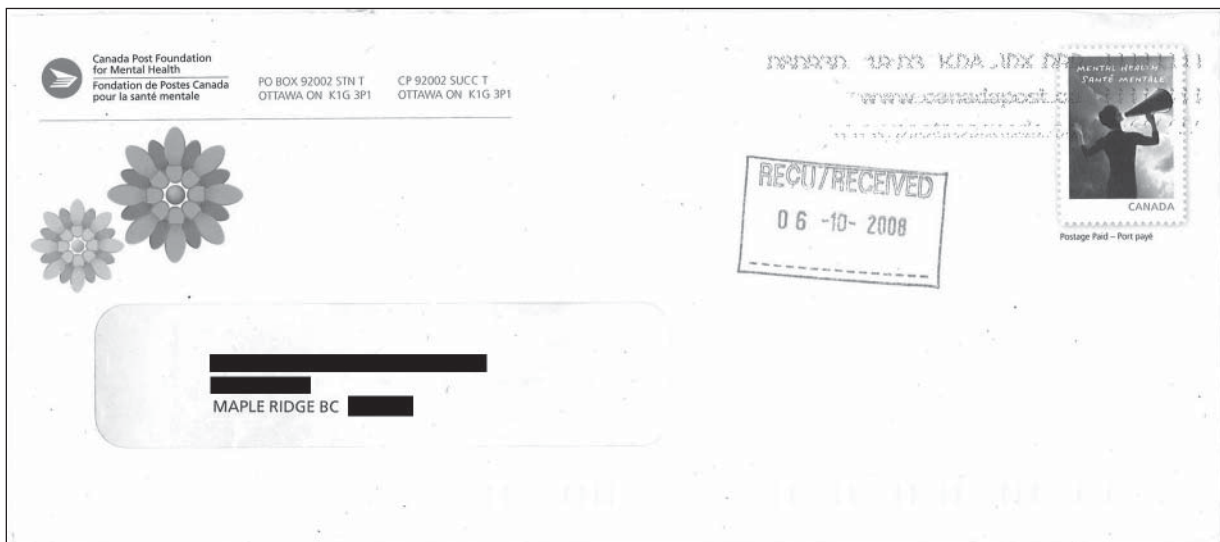 Canada Post Foundation
for Mental Health
Fondation de Postes Canada
pour la santé mentale
PO BOX 92002 STN T
OTTAWA ON K1G 3P1
CP 92002 SUCC T
OTTAWA ON K1G 3P1
MENTAL HEALTH
SANTÉ MENTALE
CANADA
Postage Paid – Port payé
REÇU/RECEIVED
06 -10- 2008
MAPLE RIDGE BC